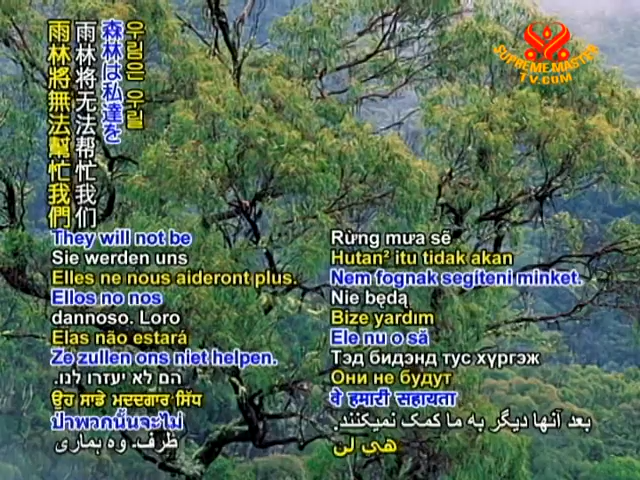 SUPREME MASTER
TV.COM
우림은 우릴
森林は私達を
雨林将无法帮忙我们
雨林將無法幫忙我們
They will not be
Sie werden uns
Elles ne nous aideront plus.
Ellos no nos
dannoso. Loro
Elas não estará
Ze zullen ons niet helpen.
הם לא יעזרו לנו.
ਉਹ ਸਾਡੇ ਮਦਦਗਾਰ ਸਿੱਧ
ป่าพวกนั้นจะไม่
ظرف۔ وہ ہماری
Rừng mưa sẽ
Hutan² itu tidak akan
Nem fognak segíteni minket.
Nie będą
Bize yardım
Ele nu o să
Тэд бидэнд тус хүргэж
Они не будут
वे हमारी सहायता
بعد آنها دیگر به ما کمک نمیکنند.
هي لن